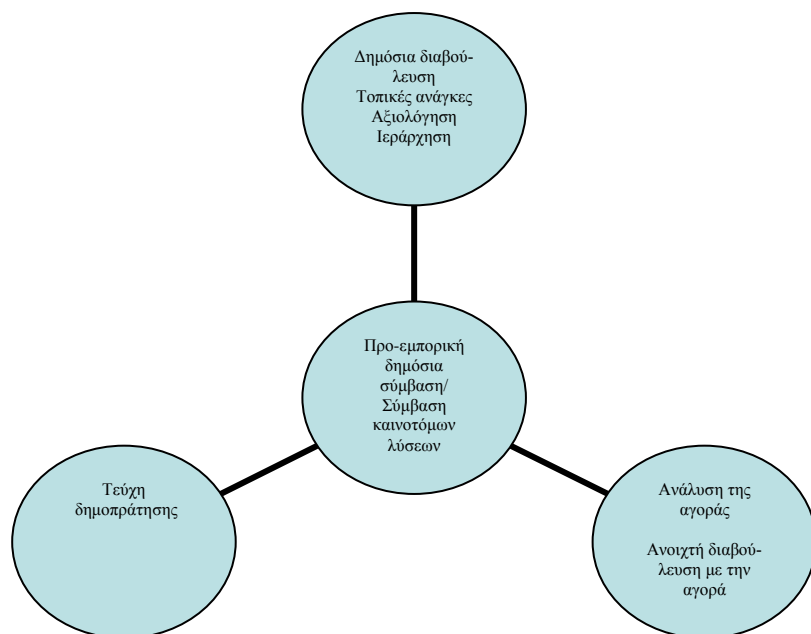 Δημόσια διαβού-
λευση
Τοπικές ανάγκες
Αξιολόγηση
Ιεράρχηση
Προ-εμπορική
δημόσια
σύμβαση/
Σύμβαση
καινοτόμων
λύσεων
Τεύχη
δημοπράτησης
Ανάλυση της
αγοράς
Ανοιχτή διαβού-
λευση με την
αγορά